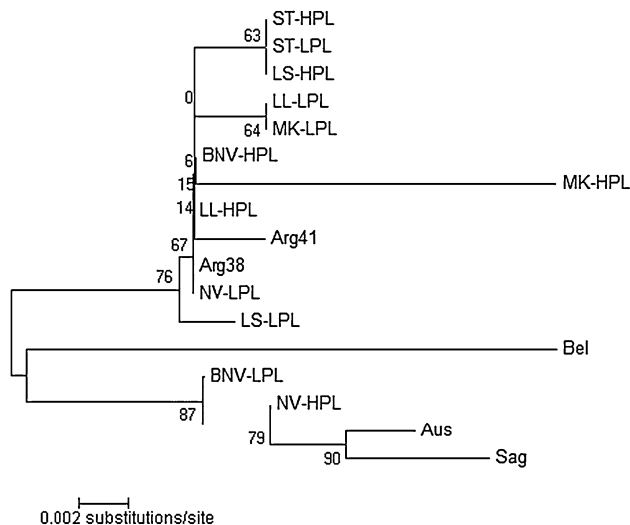 ST-HPL
63
ST-LPL
LS-HPL
0
LL-LPL
64
MK-LPL
6
BNV-HPL
15
MK-HPL
14
LL-HPL
67
Arg41
76
Arg38
NV-LPL
LS-LPL
Bel
BNV-LPL
87
NV-HPL
79
Aus
90
Sag
0.002 substitutions/site